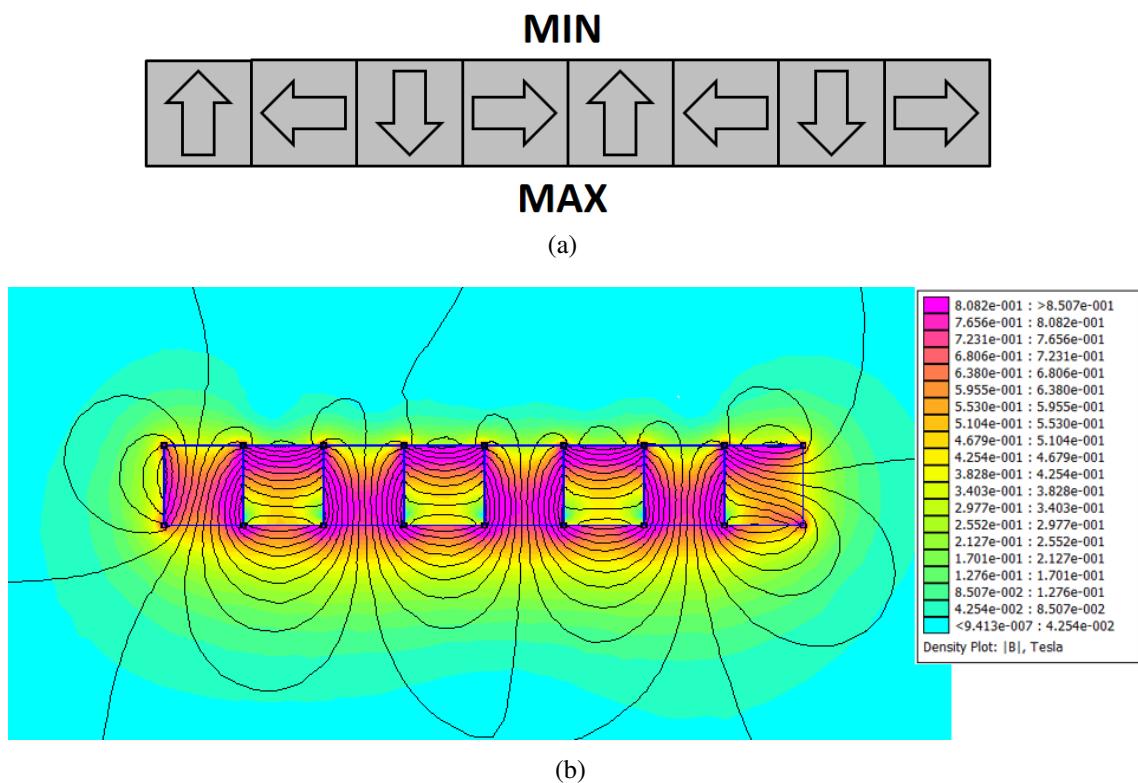 MIN
MAX
(a)
8.082e-001 : >8.507e-001
7.656e-001 : 8.082e-001
7.231e-001 : 7.656e-001
6.806e-001 : 7.231e-001
6.380e-001 : 6.806e-001
5.955e-001 : 6.380e-001
5.530e-001 : 5.955e-001
5.104e-001 : 5.530e-001
4.679e-001 : 5.104e-001
4.254e-001 : 4.679e-001
3.828e-001 : 4.254e-001
3.403e-001 : 3.828e-001
2.977e-001 : 3.403e-001
2.552e-001 : 2.977e-001
2.127e-001 : 2.552e-001
1.701e-001 : 2.127e-001
1.276e-001 : 1.701e-001
8.507e-002 : 1.276e-001
4.254e-002 : 8.507e-002
<9.413e-007 : 4.254e-002
Density Plot: |B|, Tesla
(b)